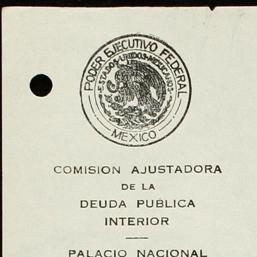 PODER EJECUTIVO FEDERAL
ESTADOS UNIDOS MEXICANOS
MEXICO
COMISION AJUSTADORA
DE LA
DEUDA PUBLICA
INTERIOR
PALACIO NACIONAL